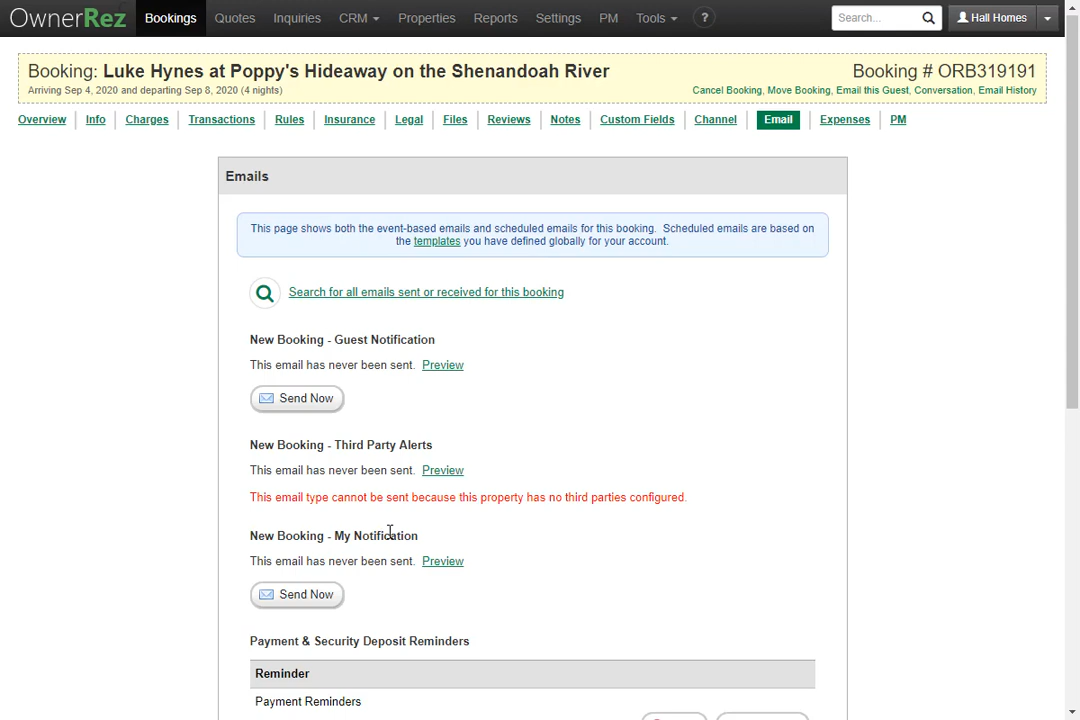 OwnerRez Bookings Quotes Inquiries CRM Properties Reports Settings PM Tools ? Search... Hall Homes
Booking: Luke Hynes at Poppy's Hideaway on the Shenandoah River Booking # ORB319191
Arriving Sep 4, 2020 and departing Sep 8, 2020 (4 nights) Cancel Booking, Move Booking, Email this Guest, Conversation, Email History
Overview Info Charges Transactions Rules Insurance Legal Files Reviews Notes Custom Fields Channel Email Expenses PM
Emails
This page shows both the event-based emails and scheduled emails for this booking. Scheduled emails are based on
the templates you have defined globally for your account.
Search for all emails sent or received for this booking
New Booking - Guest Notification
This email has never been sent. Preview
Send Now
New Booking - Third Party Alerts
This email has never been sent. Preview
This email type cannot be sent because this property has no third parties configured.
New Booking - My Notification
This email has never been sent. Preview
Send Now
Payment & Security Deposit Reminders
Reminder
Payment Reminders